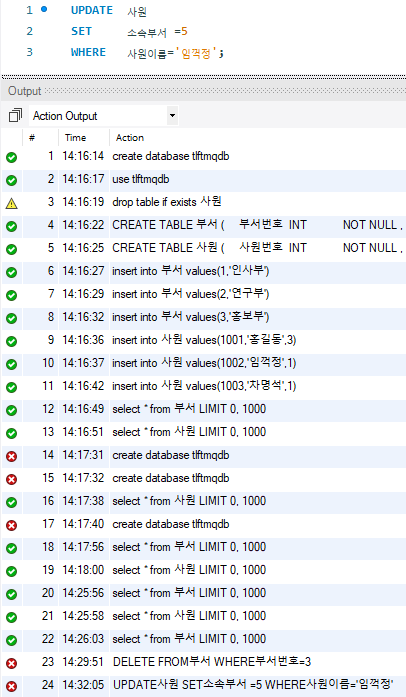 1 UPDATE 사원
2 SET 소속부서 =5
3 WHERE 사원이름='임꺽정';
Output
Action Output
# Time Action
1 14:16:14 create database tlftmqdb
2 14:16:17 use tlftmqdb
3 14:16:19 drop table if exists 사원
4 14:16:22 CREATE TABLE 부서 ( 부서번호 INT NOT NULL ,
5 14:16:25 CREATE TABLE 사원 ( 사원번호 INT NOT NULL ,
6 14:16:27 insert into 부서 values(1,'인사부')
7 14:16:29 insert into 부서 values(2,'연구부')
8 14:16:32 insert into 부서 values(3,'홍보부')
9 14:16:36 insert into 사원 values(1001,'홍길동',3)
10 14:16:37 insert into 사원 values(1002,'임꺽정',1)
11 14:16:42 insert into 사원 values(1003,'차명석',1)
12 14:16:49 select * from 부서 LIMIT 0, 1000
13 14:16:51 select * from 사원 LIMIT 0, 1000
14 14:17:31 create database tlftmqdb
15 14:17:32 create database tlftmqdb
16 14:17:38 select * from 사원 LIMIT 0, 1000
17 14:17:40 create database tlftmqdb
18 14:17:56 select * from 부서 LIMIT 0, 1000
19 14:18:00 select * from 사원 LIMIT 0, 1000
20 14:25:56 select * from 부서 LIMIT 0, 1000
21 14:25:58 select * from 사원 LIMIT 0, 1000
22 14:26:03 select * from 부서 LIMIT 0, 1000
23 14:29:51 DELETE FROM부서 WHERE부서번호=3
24 14:32:05 UPDATE사원 SET소속부서 =5 WHERE사원이름='임꺽정'